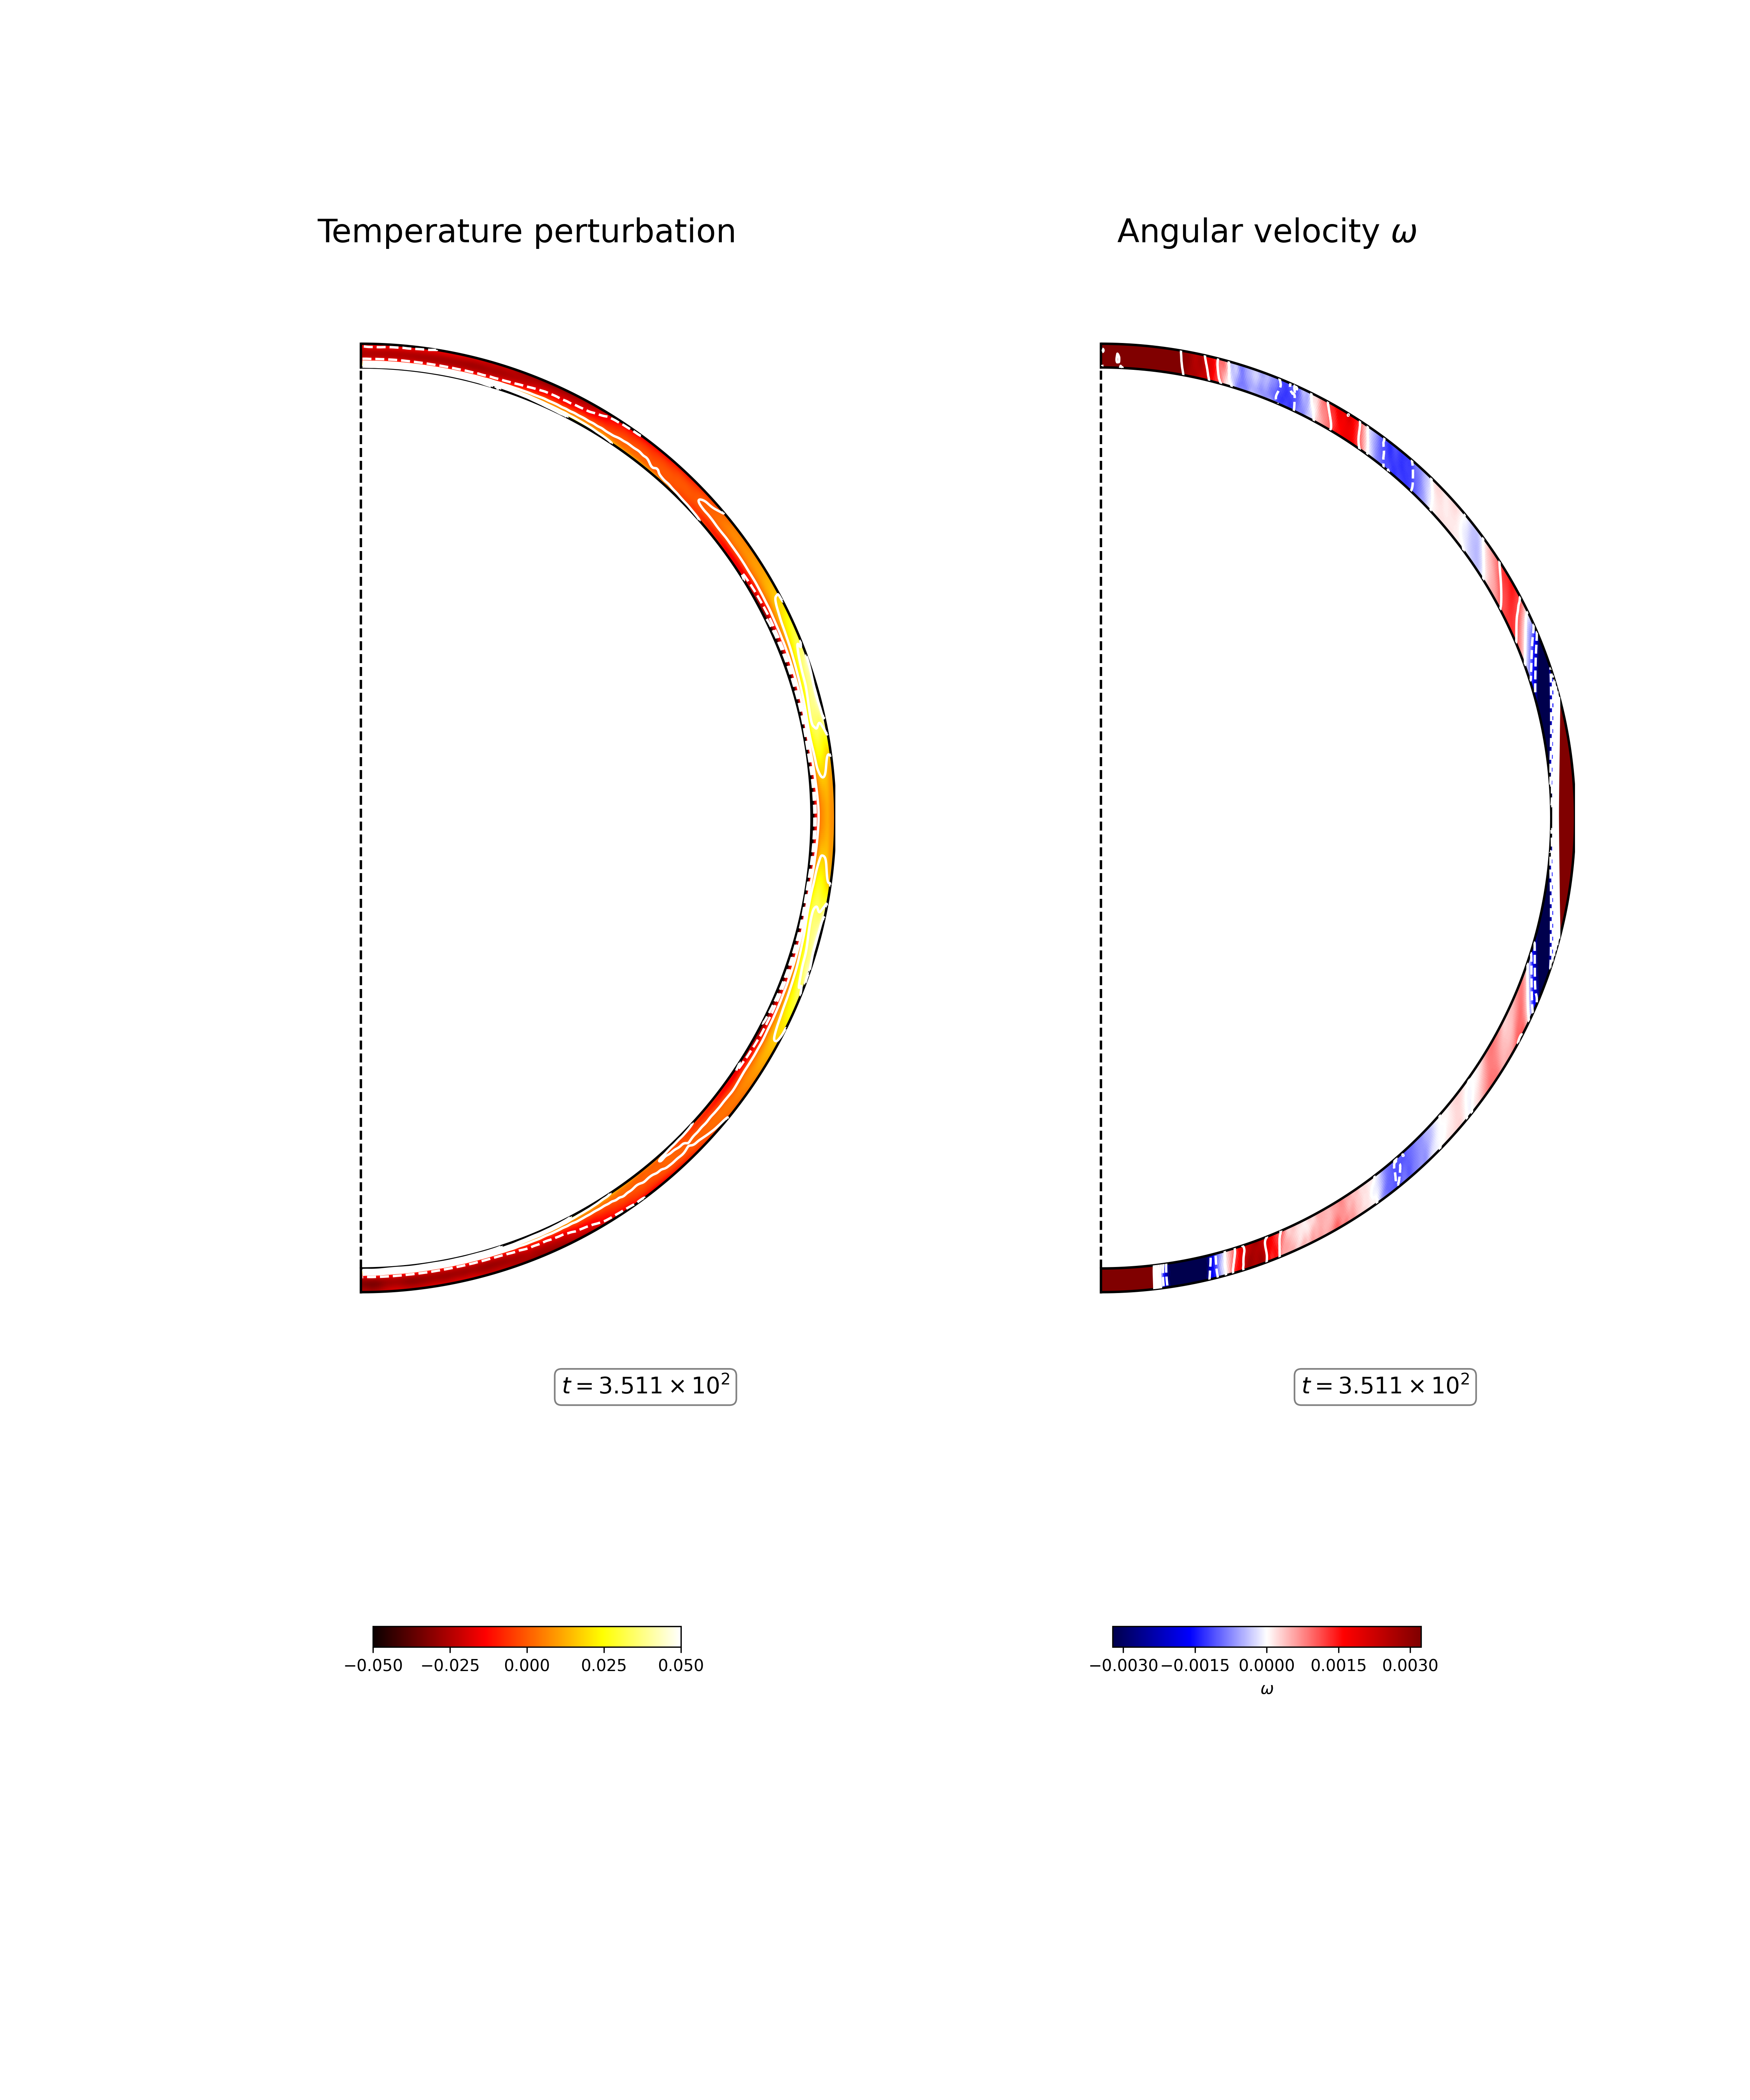 Temperature perturbation
Angular velocity ω
t = 3.511 × 10²
t = 3.511 × 10²
−0.050 −0.025 0.000 0.025 0.050
−0.0030 −0.0015 0.0000 0.0015 0.0030
ω